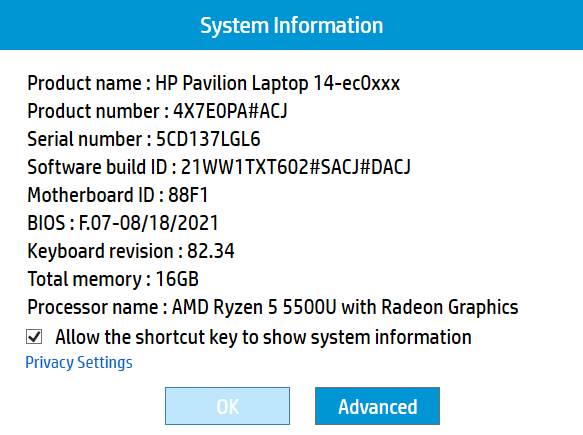 System Information
Product name : HP Pavilion Laptop 14-ec0xxx
Product number : 4X7E0PA#ACJ
Serial number : 5CD137LGL6
Software build ID : 21WW1TXT602#SACJ#DACJ
Motherboard ID : 88F1
BIOS : F.07-08/18/2021
Keyboard revision : 82.34
Total memory : 16GB
Processor name : AMD Ryzen 5 5500U with Radeon Graphics
Allow the shortcut key to show system information
Privacy Settings
OK Advanced